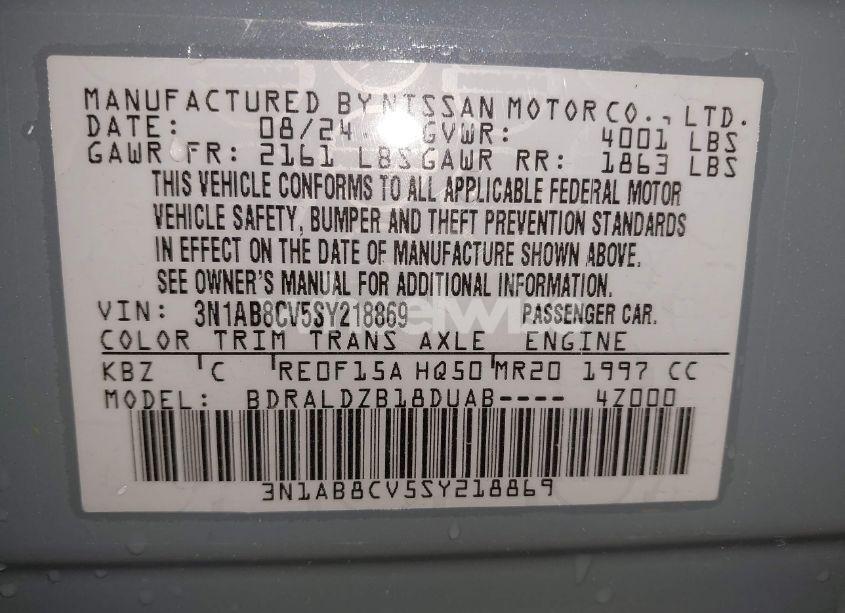 MANUFACTURED BY NISSAN MOTOR CO., LTD.
DATE: 08/24 GVWR: 4001 LBS
GAWR FR: 2161 LBS GAWR RR: 1863 LBS
THIS VEHICLE CONFORMS TO ALL APPLICABLE FEDERAL MOTOR
VEHICLE SAFETY, BUMPER AND THEFT PREVENTION STANDARDS
IN EFFECT ON THE DATE OF MANUFACTURE SHOWN ABOVE.
SEE OWNER'S MANUAL FOR ADDITIONAL INFORMATION.
VIN: 3N1AB8CV5SY218869 PASSENGER CAR.
COLOR TRIM TRANS AXLE ENGINE
KBZ C RE0F15A HQ50 MR20 1997 CC
MODEL: BDRALDZB18DUAB---- 4Z000
3N1AB8CV5SY218869